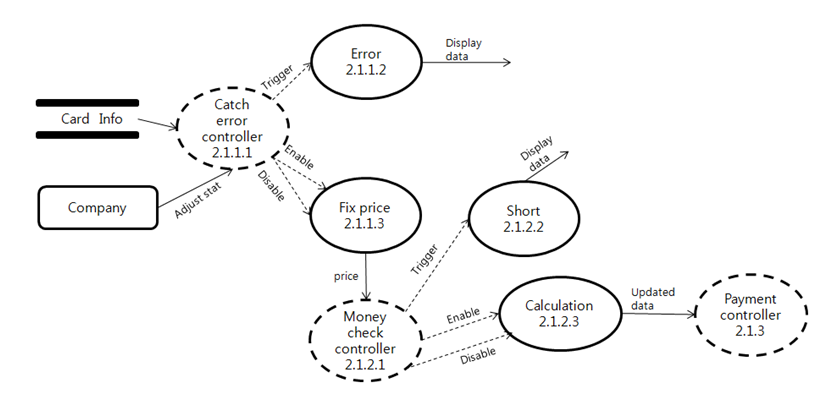 Error
2.1.1.2
Display
data
Trigger
Card Info
Catch
error
controller
2.1.1.1
Enable
Disable
Company
Adjust stat
Fix price
2.1.1.3
Display
data
Short
2.1.2.2
Trigger
price
Money
check
controller
2.1.2.1
Enable
Disable
Calculation
2.1.2.3
Updated
data
Payment
controller
2.1.3